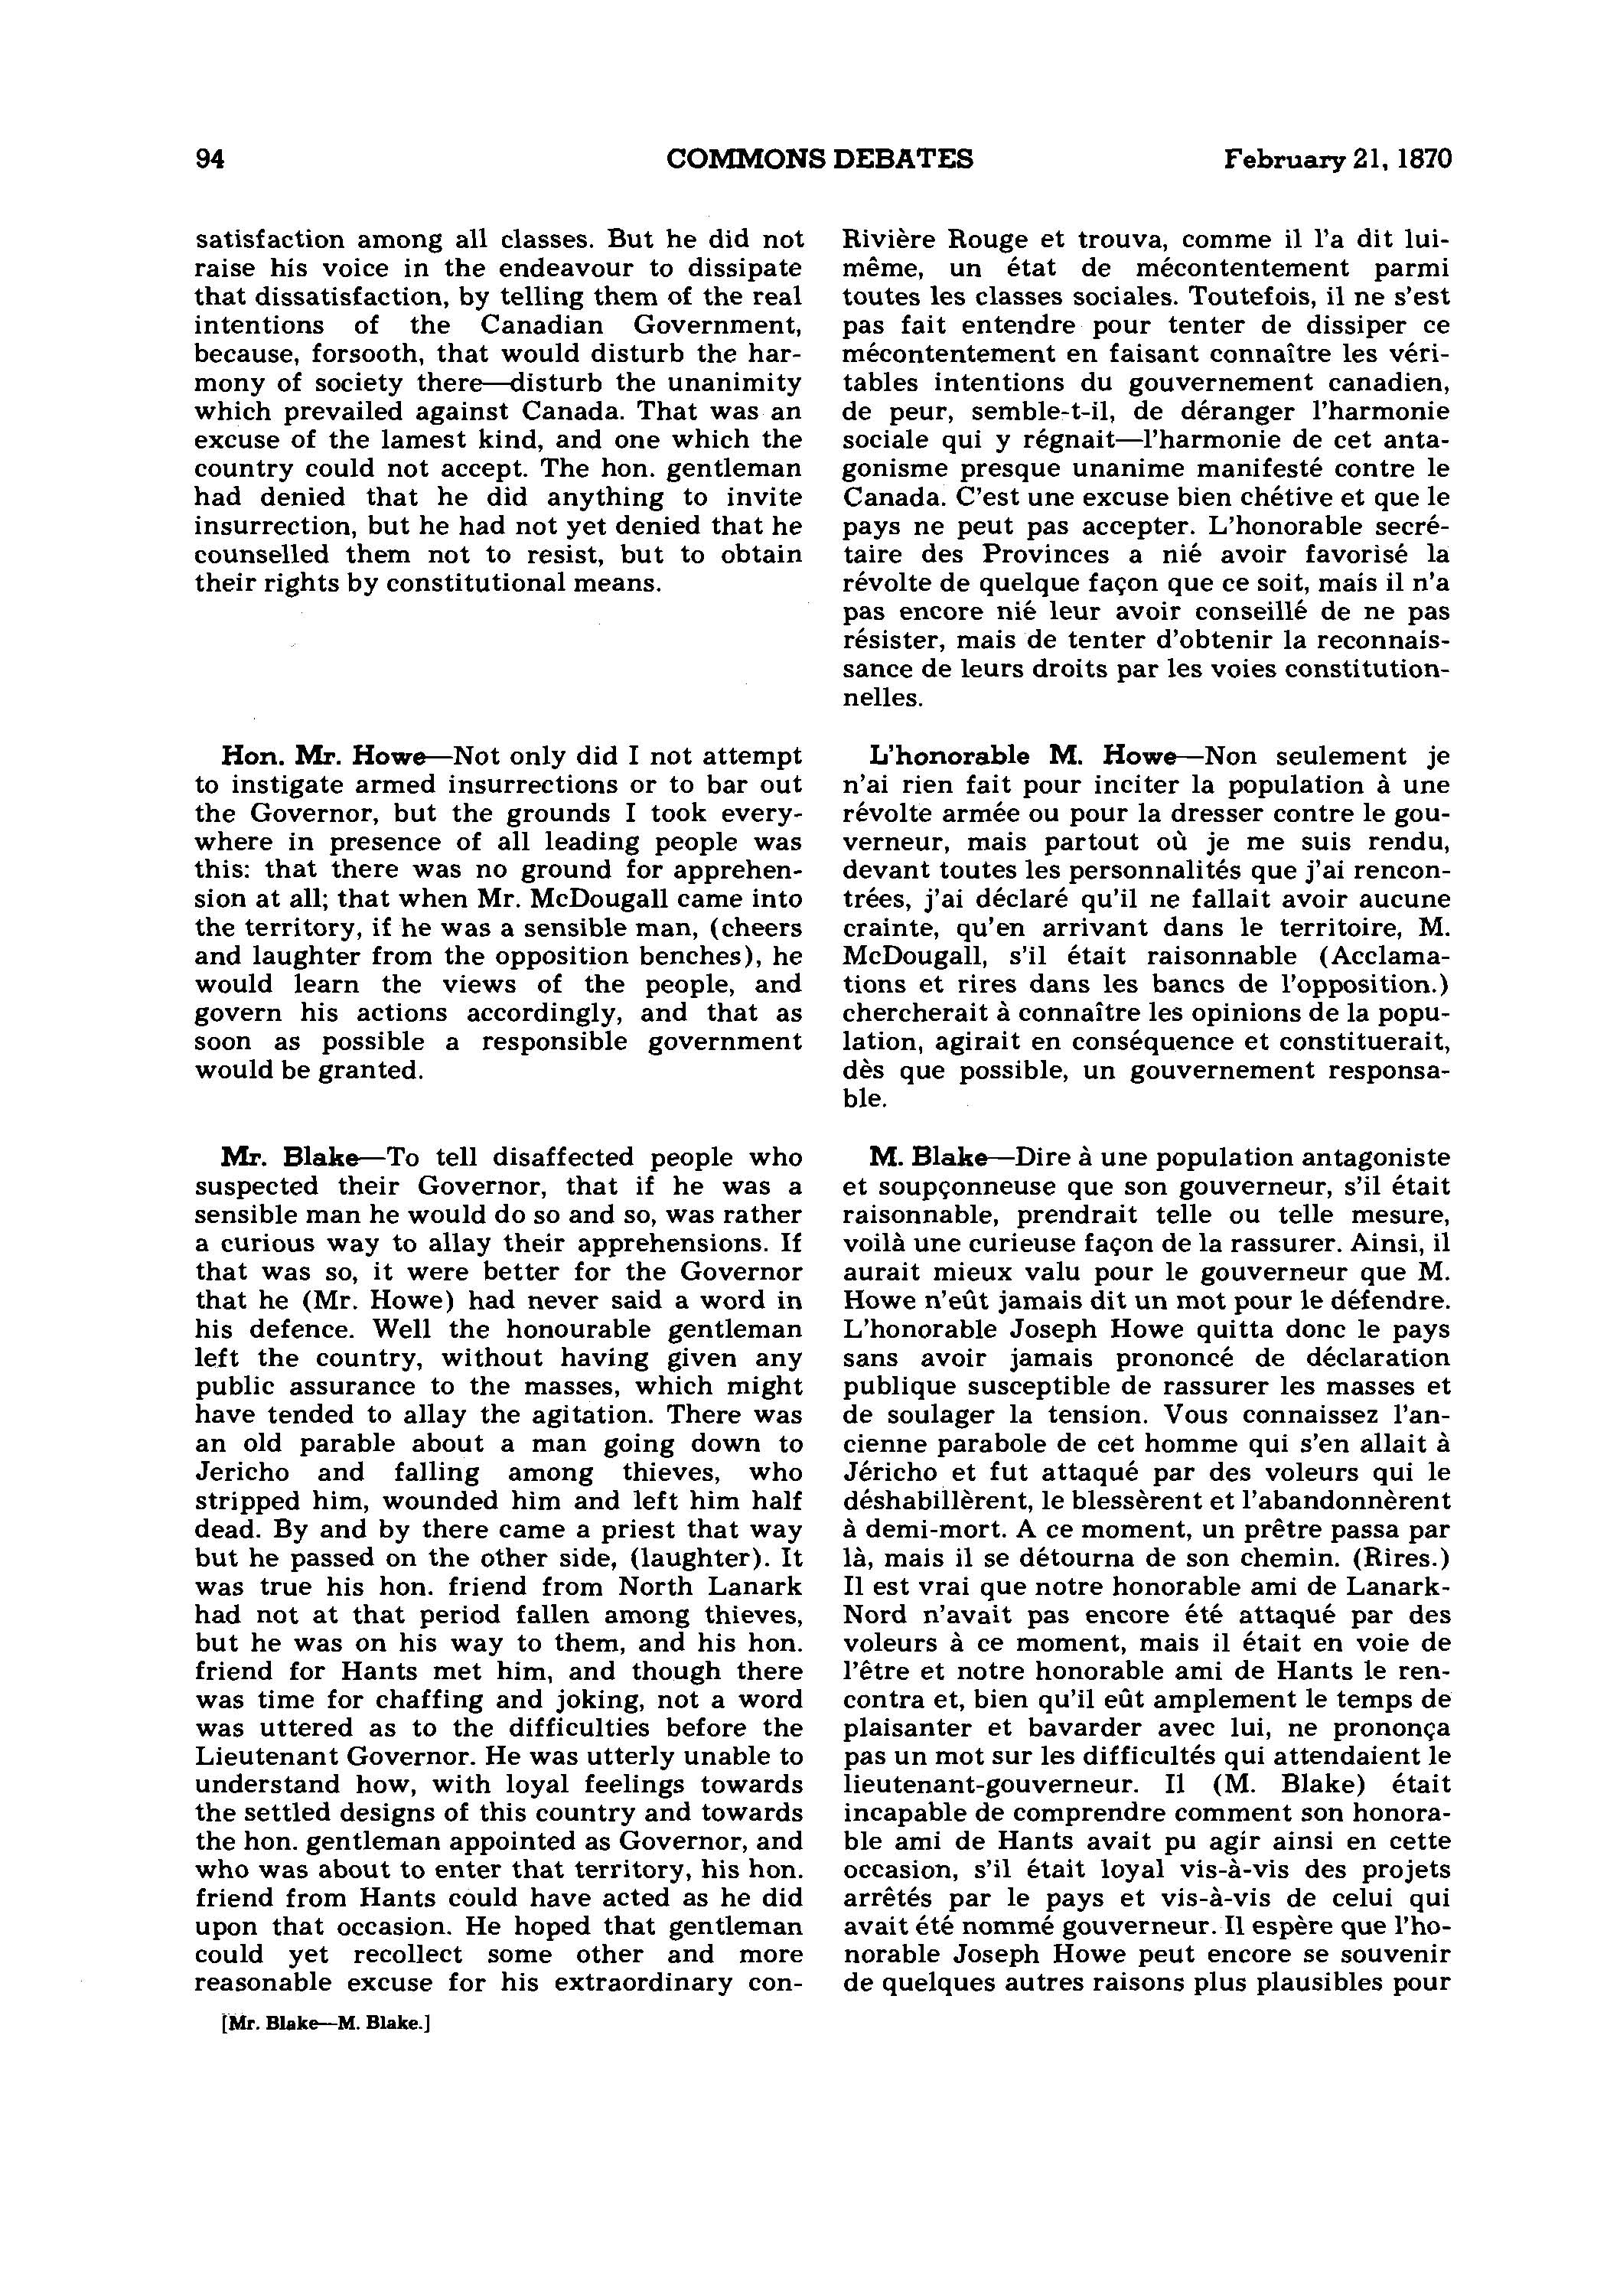 94 COMMONS DEBATES February 21, 1870
satisfaction among all classes. But he did not
raise his voice in the endeavour to dissipate
that dissatisfaction, by telling them of the real
intentions of the Canadian Government,
because, forsooth, that would disturb the har-
mony of society there—disturb the unanimity
which prevailed against Canada. That was an
excuse of the lamest kind, and one which the
country could not accept. The hon. gentleman
had denied that he did anything to invite
insurrection, but he had not yet denied that he
counselled them not to resist, but to obtain
their rights by constitutional means.
Hon. Mr. Howe—Not only did I not attempt
to instigate armed insurrections or to bar out
the Governor, but the grounds I took every-
where in presence of all leading people was
this: that there was no ground for apprehen-
sion at all; that when Mr. McDougall came into
the territory, if he was a sensible man, (cheers
and laughter from the opposition benches), he
would learn the views of the people, and
govern his actions accordingly, and that as
soon as possible a responsible government
would be granted.
Mr. Blake—To tell disaffected people who
suspected their Governor, that if he was a
sensible man he would do so and so, was rather
a curious way to allay their apprehensions. If
that was so, it were better for the Governor
that he (Mr. Howe) had never said a word in
his defence. Well the honourable gentleman
left the country, without having given any
public assurance to the masses, which might
have tended to allay the agitation. There was
an old parable about a man going down to
Jericho and falling among thieves, who
stripped him, wounded him and left him half
dead. By and by there came a priest that way
but he passed on the other side, (laughter). It
was true his hon. friend from North Lanark
had not at that period fallen among thieves,
but he was on his way to them, and his hon.
friend for Hants met him, and though there
was time for chaffing and joking, not a word
was uttered as to the difficulties before the
Lieutenant Governor. He was utterly unable to
understand how, with loyal feelings towards
the settled designs of this country and towards
the hon. gentleman appointed as Governor, and
who was about to enter that territory, his hon.
friend from Hants could have acted as he did
upon that occasion. He hoped that gentleman
could yet recollect some other and more
reasonable excuse for his extraordinary con-
[Mr. Blake—M. Blake.]
Rivière Rouge et trouva, comme il l'a dit lui-
même, un état de mécontentement parmi
toutes les classes sociales. Toutefois, il ne s'est
pas fait entendre pour tenter de dissiper ce
mécontentement en faisant connaître les véri-
tables intentions du gouvernement canadien,
de peur, semble-t-il, de déranger l'harmonie
sociale qui y régnait—l'harmonie de cet anta-
gonisme presque unanime manifesté contre le
Canada. C'est une excuse bien chétive et que le
pays ne peut pas accepter. L'honorable secré-
taire des Provinces a nié avoir favorisé la
révolte de quelque façon que ce soit, mais il n'a
pas encore nié leur avoir conseillé de ne pas
résister, mais de tenter d'obtenir la reconnais-
sance de leurs droits par les voies constitution-
nelles.
L'honorable M. Howe—Non seulement je
n'ai rien fait pour inciter la population à une
révolte armée ou pour la dresser contre le gou-
verneur, mais partout où je me suis rendu,
devant toutes les personnalités que j'ai rencon-
trées, j'ai déclaré qu'il ne fallait avoir aucune
crainte, qu'en arrivant dans le territoire, M.
McDougall, s'il était raisonnable (Acclama-
tions et rires dans les bancs de l'opposition.)
chercherait à connaître les opinions de la popu-
lation, agirait en conséquence et constituerait,
dès que possible, un gouvernement responsa-
ble.
M. Blake—Dire à une population antagoniste
et soupçonneuse que son gouverneur, s'il était
raisonnable, prendrait telle ou telle mesure,
voilà une curieuse façon de la rassurer. Ainsi, il
aurait mieux valu pour le gouverneur que M.
Howe n'eût jamais dit un mot pour le défendre.
L'honorable Joseph Howe quitta donc le pays
sans avoir jamais prononcé de déclaration
publique susceptible de rassurer les masses et
de soulager la tension. Vous connaissez l'an-
cienne parabole de cet homme qui s'en allait à
Jéricho et fut attaqué par des voleurs qui le
déshabillèrent, le blessèrent et l'abandonnèrent
à demi-mort. A ce moment, un prêtre passa par
là, mais il se détourna de son chemin. (Rires.)
Il est vrai que notre honorable ami de Lanark-
Nord n'avait pas encore été attaqué par des
voleurs à ce moment, mais il était en voie de
l'être et notre honorable ami de Hants le ren-
contra et, bien qu'il eût amplement le temps de
plaisanter et bavarder avec lui, ne prononça
pas un mot sur les difficultés qui attendaient le
lieutenant-gouverneur. Il (M. Blake) était
incapable de comprendre comment son honora-
ble ami de Hants avait pu agir ainsi en cette
occasion, s'il était loyal vis-à-vis des projets
arrêtés par le pays et vis-à-vis de celui qui
avait été nommé gouverneur. Il espère que l'ho-
norable Joseph Howe peut encore se souvenir
de quelques autres raisons plus plausibles pour